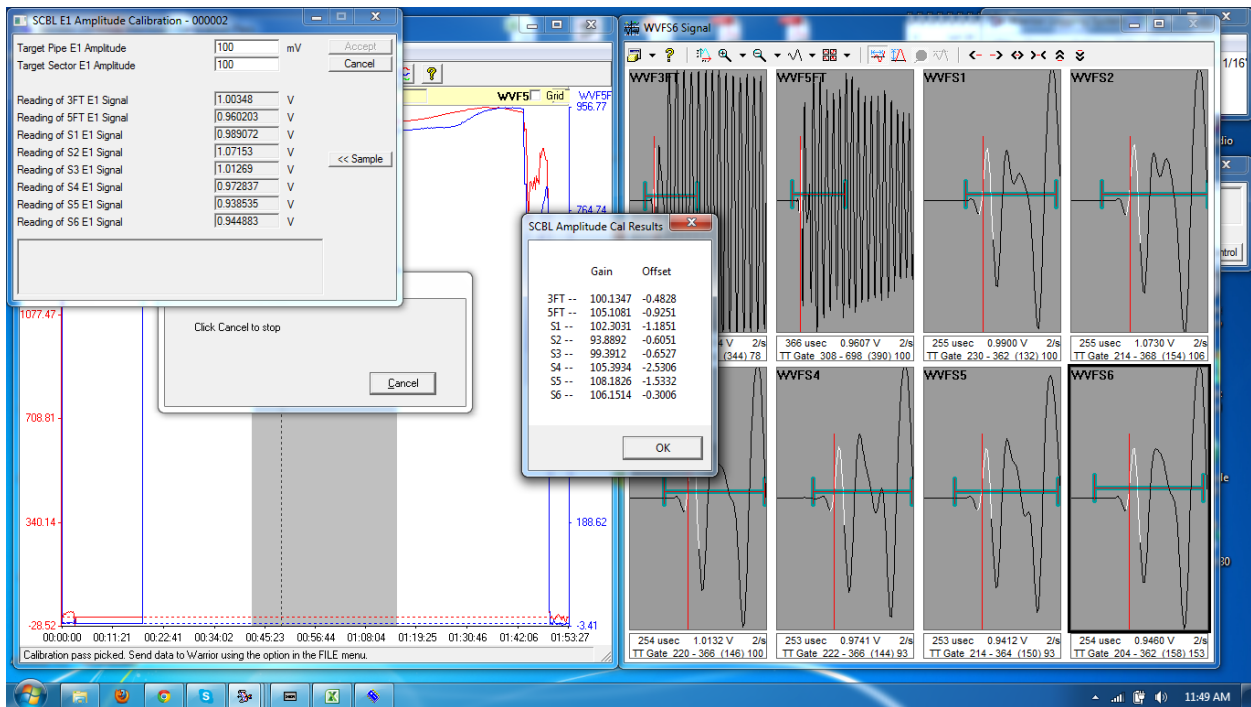 SCBL E1 Amplitude Calibration - 000002
Target Pipe E1 Amplitude 100 mV Accept
Target Sector E1 Amplitude 100 Cancel
Reading of 3FT E1 Signal 1.00348 V
Reading of 5FT E1 Signal 0.960203 V
Reading of S1 E1 Signal 0.989072 V
Reading of S2 E1 Signal 1.07153 V
<< Sample
Reading of S3 E1 Signal 1.01269 V
Reading of S4 E1 Signal 0.972837 V
Reading of S5 E1 Signal 0.938535 V
Reading of S6 E1 Signal 0.944883 V
Click Cancel to stop
Cancel
WVF5 Grid WVF5F
956.77
764.74
188.62
-3.41
1077.47
708.81
340.14
-28.52
00:00:00 00:11:21 00:22:41 00:34:02 00:45:23 00:56:44 01:08:04 01:19:25 01:30:46 01:42:06 01:53:27
Calibration pass picked. Send data to Warrior using the option in the FILE menu.
SCBL Amplitude Cal Results
Gain Offset
3FT -- 100.1347 -0.4828
5FT -- 105.1081 -0.9251
S1 -- 102.3031 -1.1851
S2 -- 93.8892 -0.6051
S3 -- 99.3912 -0.6527
S4 -- 105.3934 -2.5306
S5 -- 108.1826 -1.5332
S6 -- 106.1514 -0.3006
OK
WVFS6 Signal
WVF3FT WVF5FT WVFS1 WVFS2
4 V 2/s
(344) 78
366 usec 0.9607 V 2/s
TT Gate 308 - 698 (390) 100
255 usec 0.9900 V 2/s
TT Gate 230 - 362 (132) 100
255 usec 1.0730 V 2/s
TT Gate 214 - 368 (154) 106
WVFS4 WVFS5 WVFS6
254 usec 1.0132 V 2/s
TT Gate 220 - 366 (146) 100
253 usec 0.9741 V 2/s
TT Gate 222 - 366 (144) 93
253 usec 0.9412 V 2/s
TT Gate 214 - 364 (150) 93
254 usec 0.9460 V 2/s
TT Gate 204 - 362 (158) 153
1/16"
dio
ntrol
le
30
11:49 AM